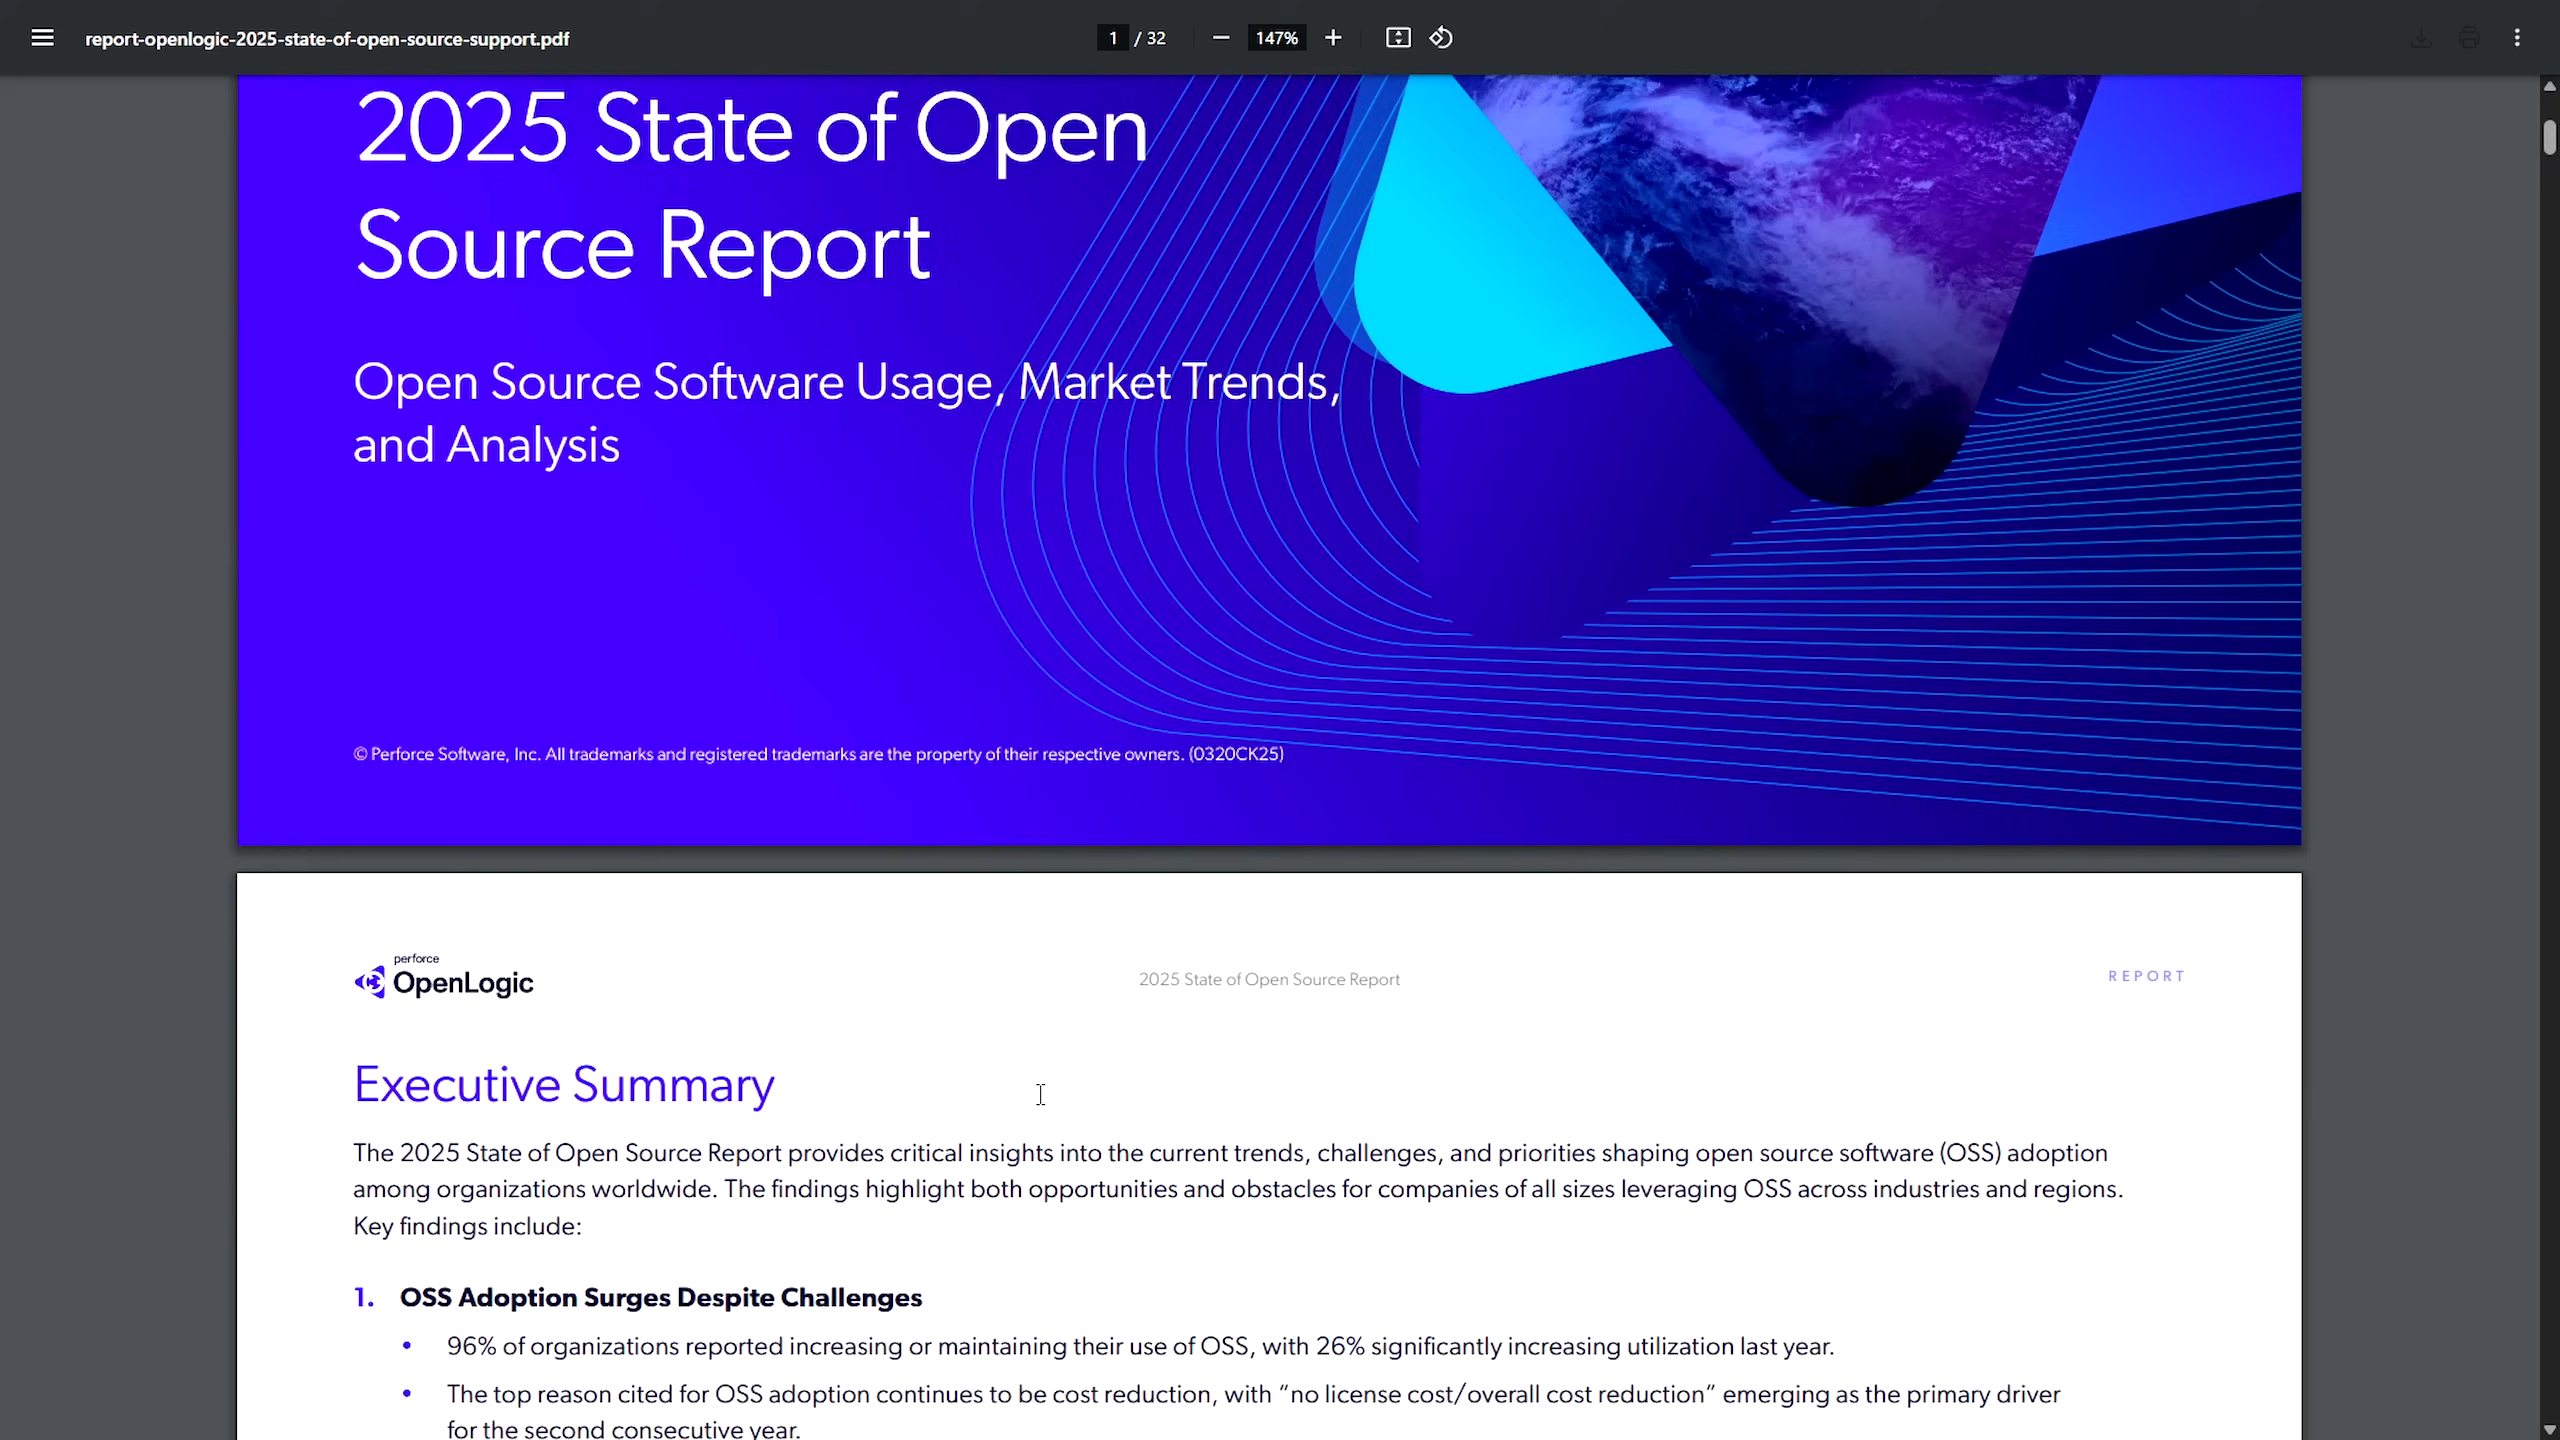 report-openlogic-2025-state-of-open-source-support.pdf
1 / 32
147%
2025 State of Open
Source Report
Open Source Software Usage, Market Trends,
and Analysis
© Perforce Software, Inc. All trademarks and registered trademarks are the property of their respective owners. (0320CK25)
perforce
OpenLogic
2025 State of Open Source Report
REPORT
Executive Summary
The 2025 State of Open Source Report provides critical insights into the current trends, challenges, and priorities shaping open source software (OSS) adoption
among organizations worldwide. The findings highlight both opportunities and obstacles for companies of all sizes leveraging OSS across industries and regions.
Key findings include:
1. OSS Adoption Surges Despite Challenges
• 96% of organizations reported increasing or maintaining their use of OSS, with 26% significantly increasing utilization last year.
• The top reason cited for OSS adoption continues to be cost reduction, with “no license cost/overall cost reduction” emerging as the primary driver
for the second consecutive year.